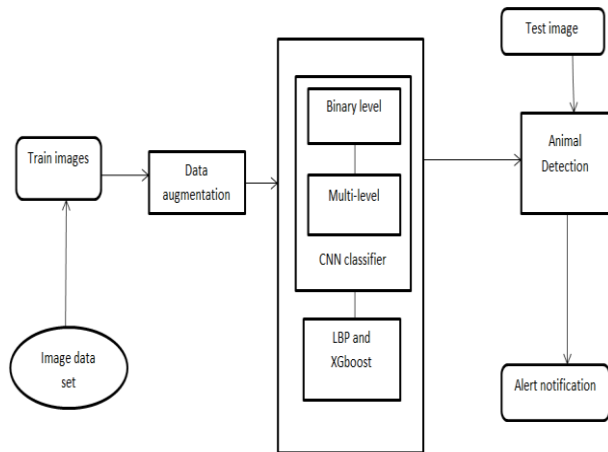 Test image
Binary level
Train images
Data
augmentation
Animal
Detection
Multi-level
CNN classifier
LBP and
XGboost
Image data
set
Alert notification